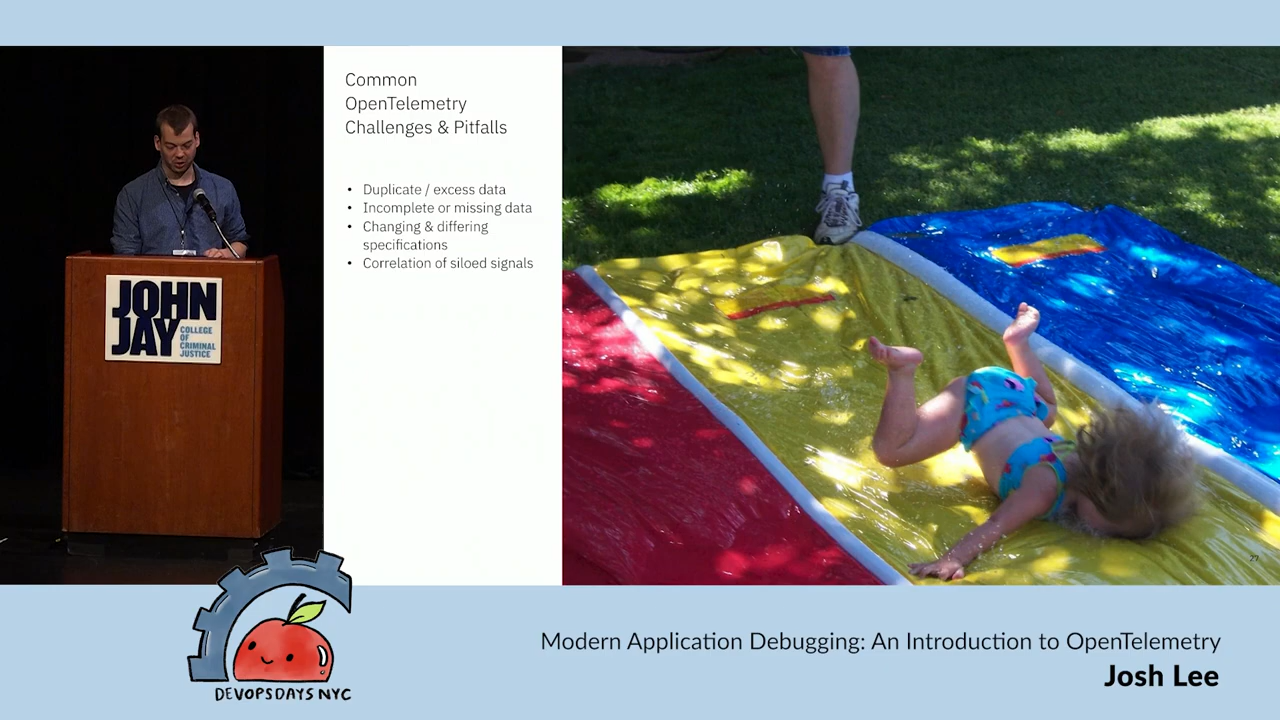 Common
OpenTelemetry
Challenges & Pitfalls
• Duplicate / excess data
• Incomplete or missing data
• Changing & differing
specifications
• Correlation of siloed signals
JOHN
JAY
COLLEGE
OF
CRIMINAL
JUSTICE
27
DEVOPSDAYS NYC
Modern Application Debugging: An Introduction to OpenTelemetry
Josh Lee